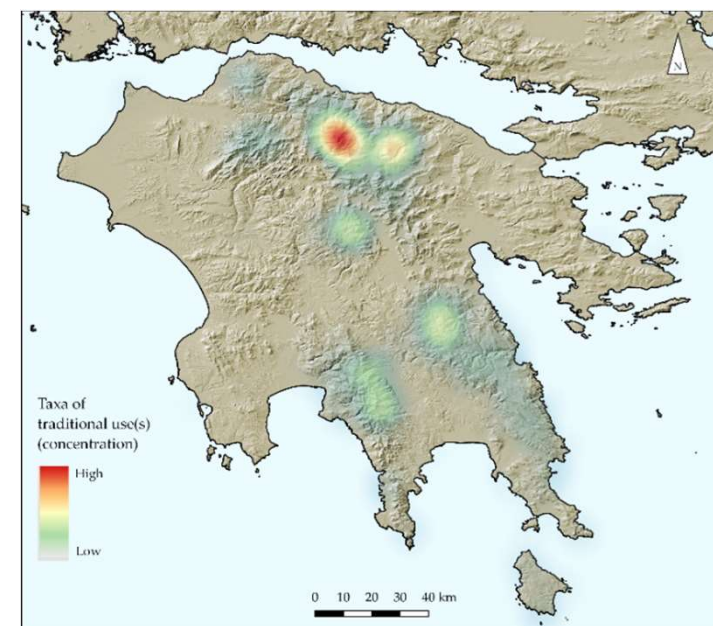 N
Taxa of
traditional use(s)
(concentration)
High
Low
0 10 20 30 40 km